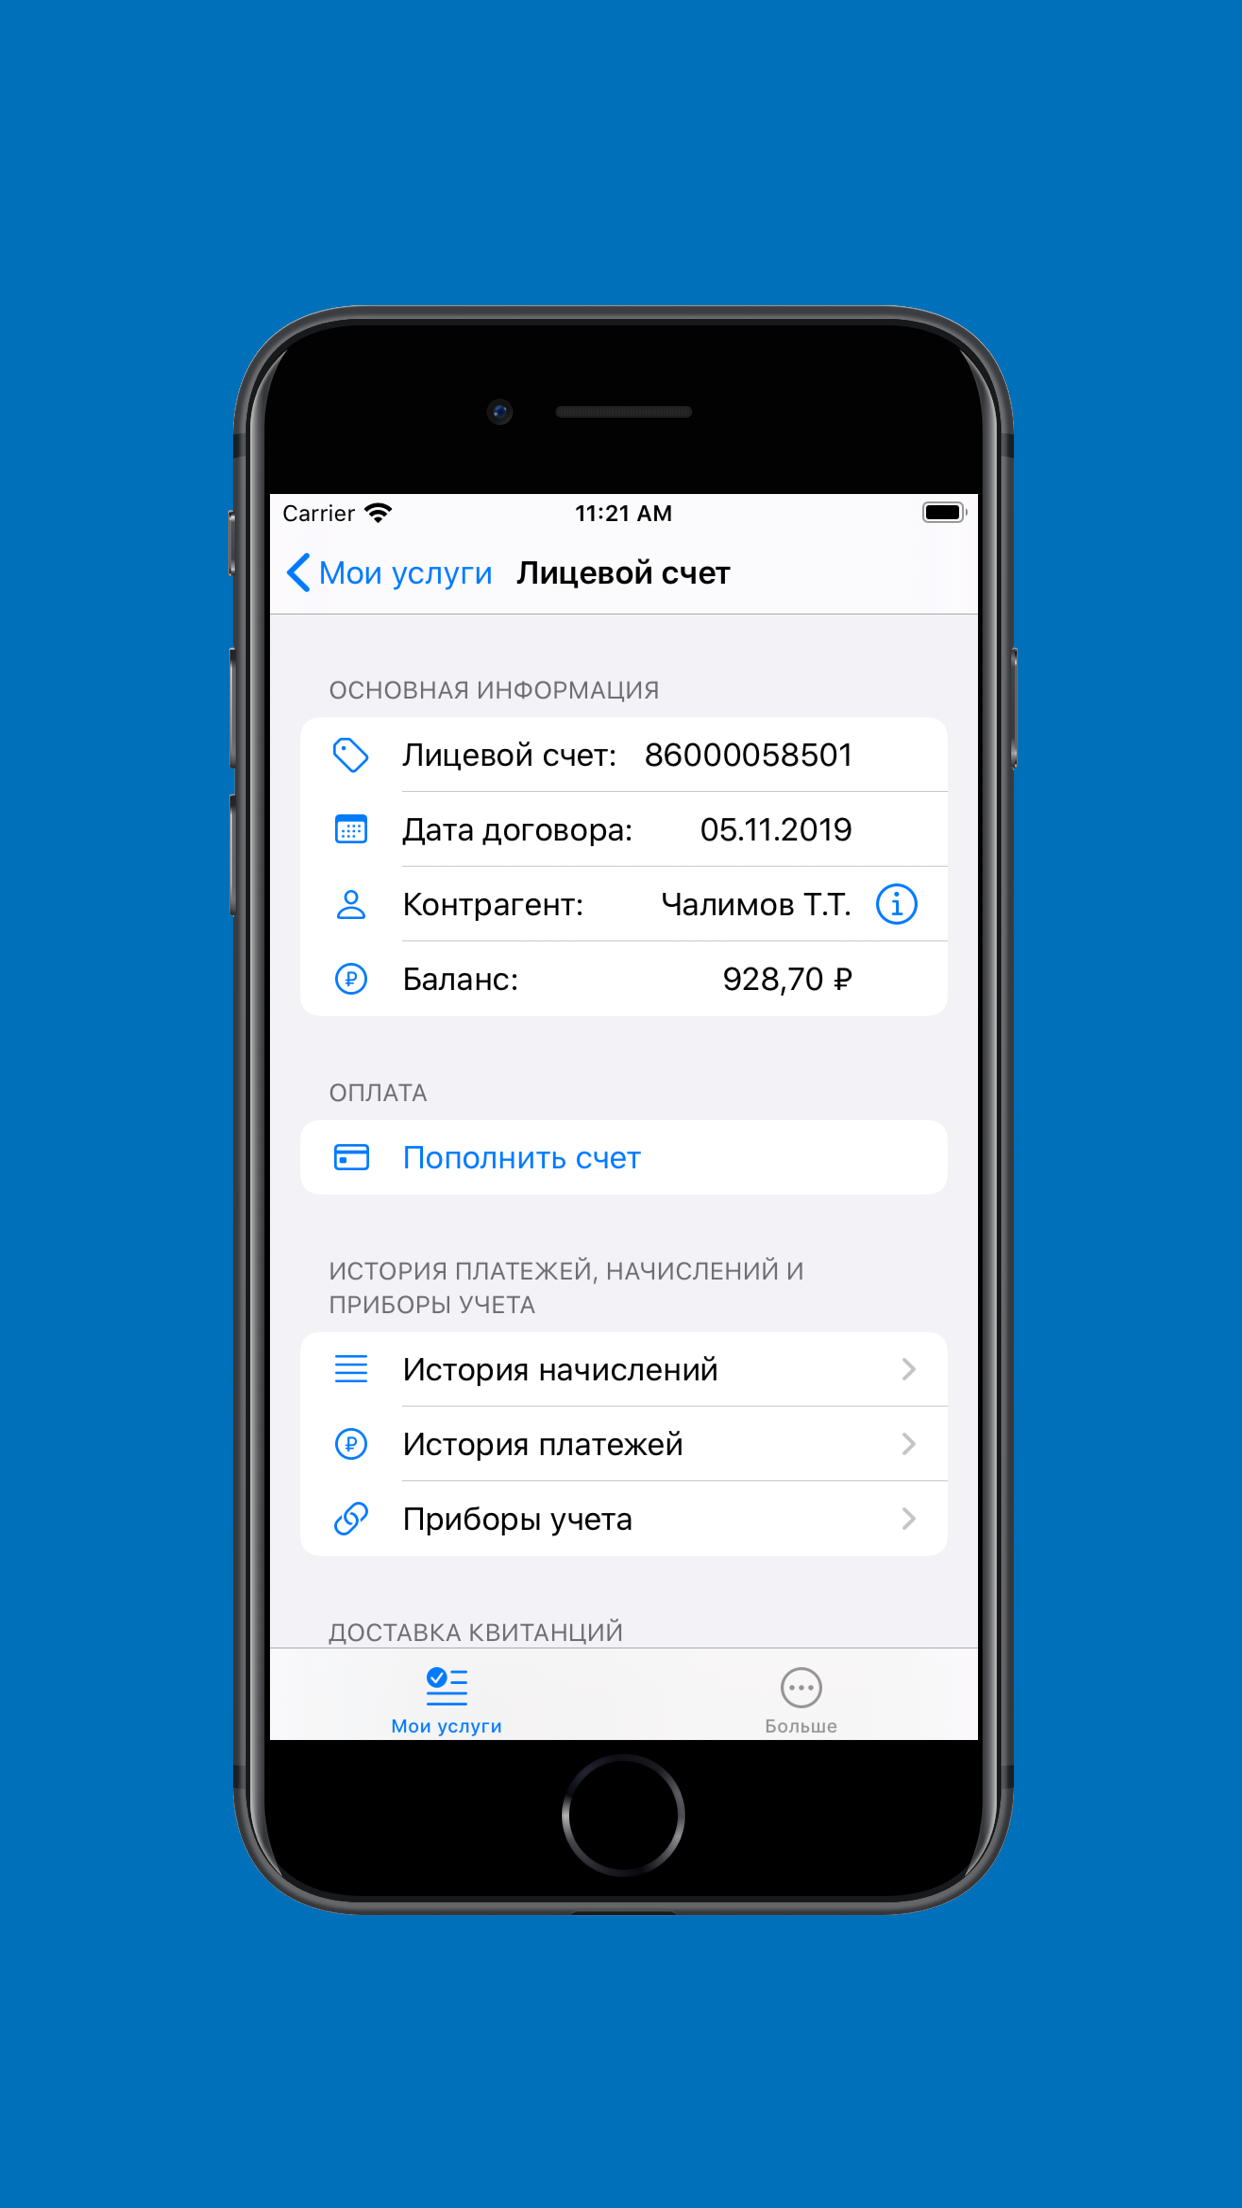 Carrier 11:21 AM
Мои услуги Лицевой счет
ОСНОВНАЯ ИНФОРМАЦИЯ
Лицевой счет: 86000058501
Дата договора: 05.11.2019
Контрагент: Чалимов Т.Т.
Баланс: 928,70 ₽
ОПЛАТА
Пополнить счет
ИСТОРИЯ ПЛАТЕЖЕЙ, НАЧИСЛЕНИЙ И
ПРИБОРЫ УЧЕТА
История начислений
История платежей
Приборы учета
ДОСТАВКА КВИТАНЦИЙ
Мои услуги Больше